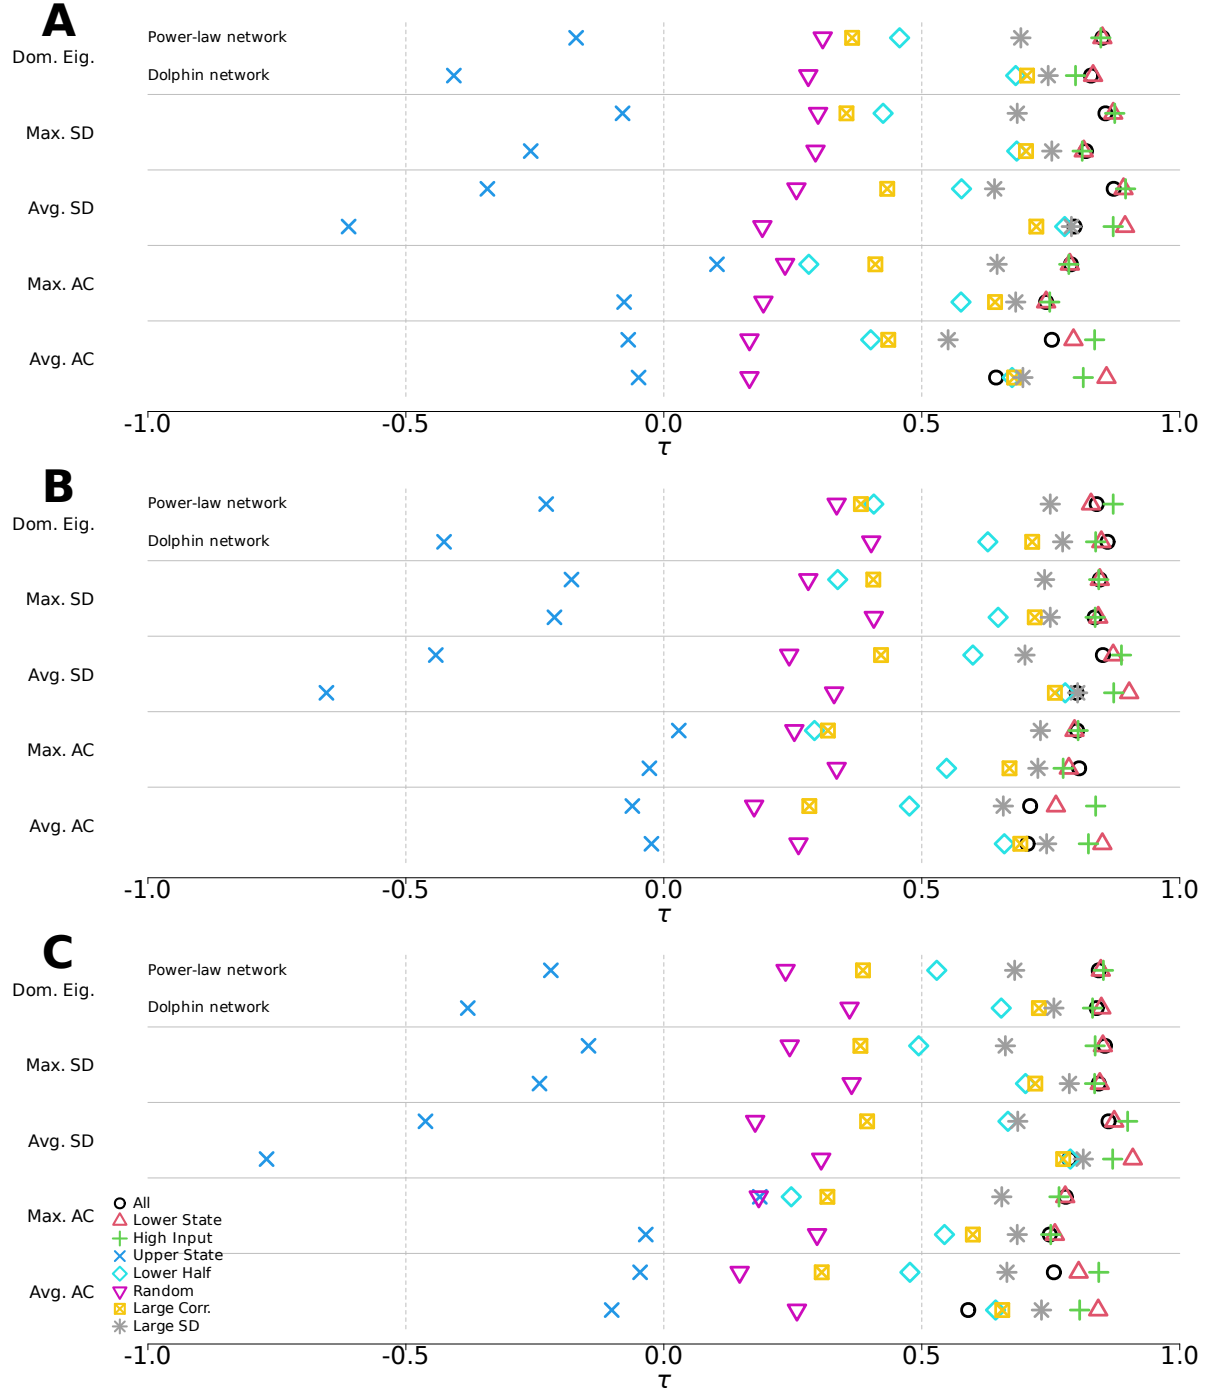 A
Power-law network
Dom. Eig.
Dolphin network
Max. SD
Avg. SD
Max. AC
Avg. AC
-1.0 -0.5 0.0 0.5 1.0
τ
B
Power-law network
Dom. Eig.
Dolphin network
Max. SD
Avg. SD
Max. AC
Avg. AC
-1.0 -0.5 0.0 0.5 1.0
τ
C
Power-law network
Dom. Eig.
Dolphin network
Max. SD
Avg. SD
Max. AC
Avg. AC
All
Lower State
High Input
Upper State
Lower Half
Random
Large Corr.
Large SD
-1.0 -0.5 0.0 0.5 1.0
τ